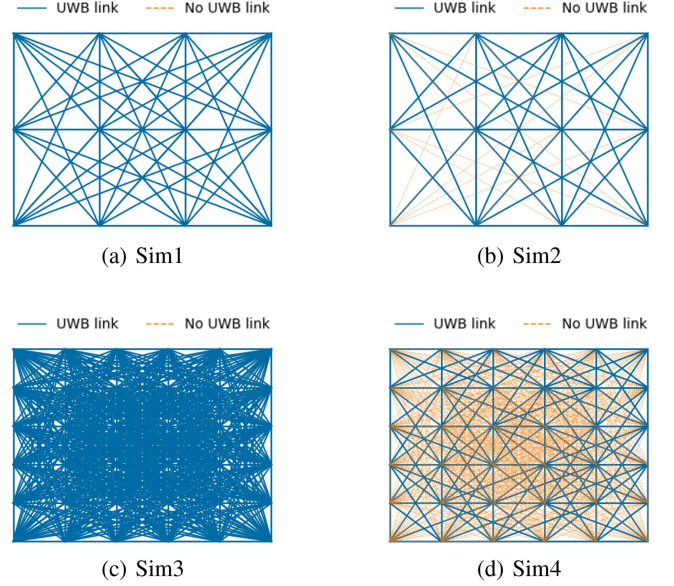 UWB link No UWB link UWB link No UWB link
(a) Sim1 (b) Sim2
UWB link No UWB link UWB link No UWB link
(c) Sim3 (d) Sim4